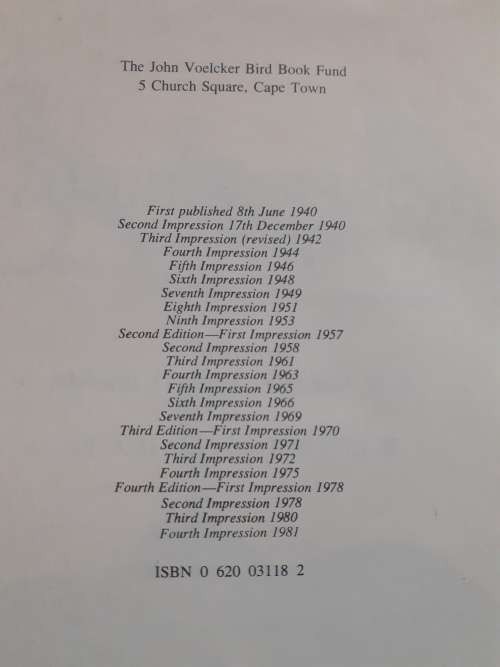 The John Voelcker Bird Book Fund
5 Church Square, Cape Town
First published 8th June 1940
Second Impression 17th December 1940
Third Impression (revised) 1942
Fourth Impression 1944
Fifth Impression 1946
Sixth Impression 1948
Seventh Impression 1949
Eighth Impression 1951
Ninth Impression 1953
Second Edition—First Impression 1957
Second Impression 1958
Third Impression 1961
Fourth Impression 1963
Fifth Impression 1965
Sixth Impression 1966
Seventh Impression 1969
Third Edition—First Impression 1970
Second Impression 1971
Third Impression 1972
Fourth Impression 1975
Fourth Edition—First Impression 1978
Second Impression 1978
Third Impression 1980
Fourth Impression 1981
ISBN 0 620 03118 2